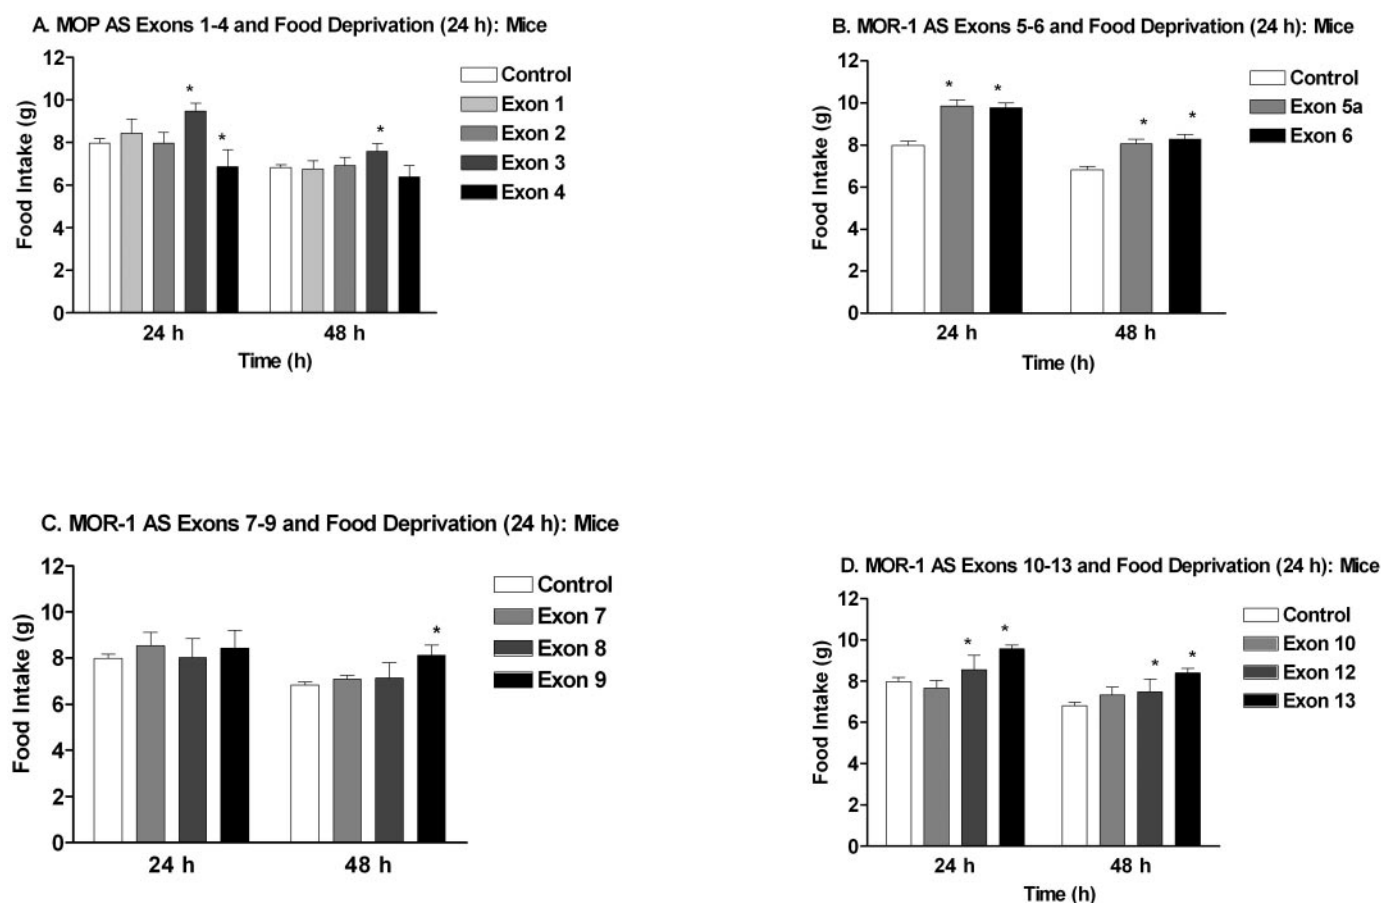 A. MOP AS Exons 1-4 and Food Deprivation (24 h): Mice
12
10
8
6
4
2
0
Food Intake (g)
*
*
*
24 h
48 h
Time (h)
Control
Exon 1
Exon 2
Exon 3
Exon 4
B. MOR-1 AS Exons 5-6 and Food Deprivation (24 h): Mice
12
10
8
6
4
2
0
Food Intake (g)
*
*
*
*
24 h
48 h
Time (h)
Control
Exon 5a
Exon 6
C. MOR-1 AS Exons 7-9 and Food Deprivation (24 h): Mice
12
10
8
6
4
2
0
Food Intake (g)
*
24 h
48 h
Control
Exon 7
Exon 8
Exon 9
D. MOR-1 AS Exons 10-13 and Food Deprivation (24 h): Mice
12
10
8
6
4
2
0
Food Intake (g)
*
*
*
*
24 h
48 h
Time (h)
Control
Exon 10
Exon 12
Exon 13